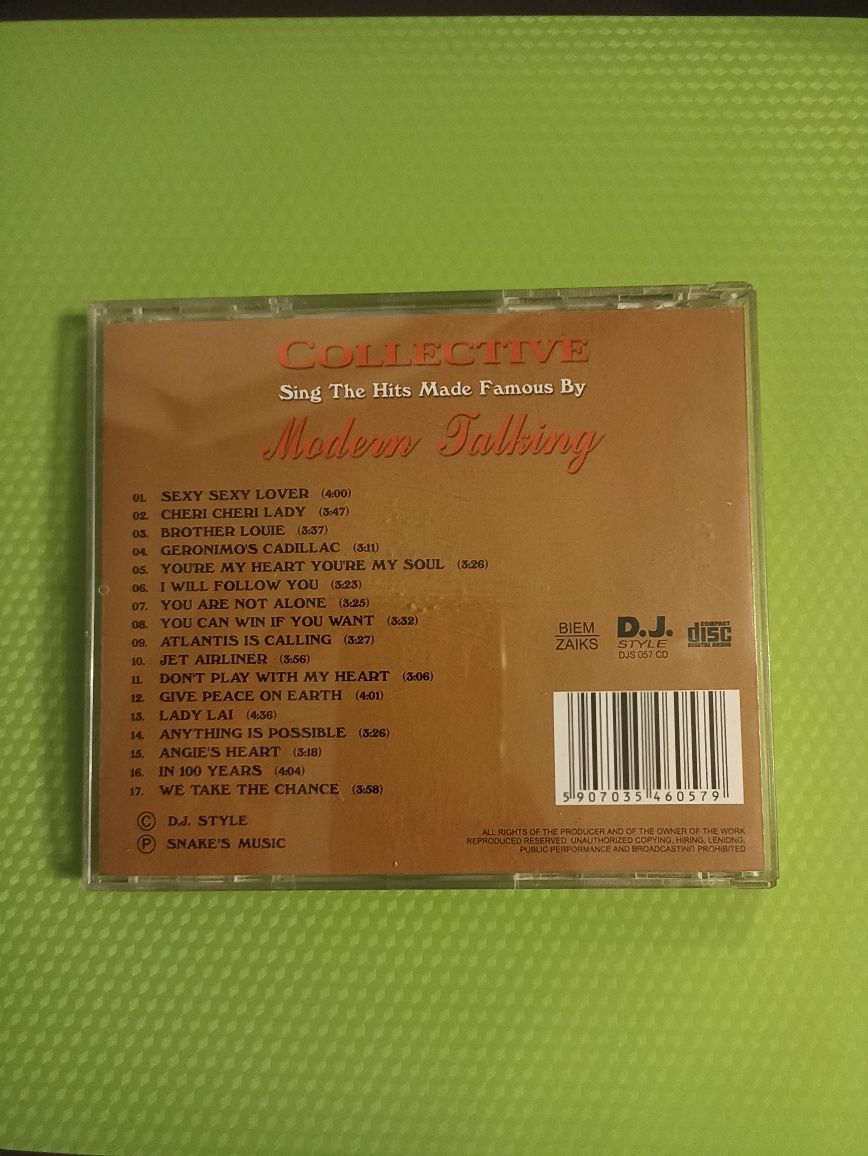 COLLECTIVE
Sing The Hits Made Famous By
Modern Talking
01. SEXY SEXY LOVER (4:00)
02. CHERI CHERI LADY (3:47)
03. BROTHER LOUIE (3:37)
04. GERONIMO'S CADILLAC (3:11)
05. YOU'RE MY HEART YOU'RE MY SOUL (3:26)
06. I WILL FOLLOW YOU (3:23)
07. YOU ARE NOT ALONE (3:25)
08. YOU CAN WIN IF YOU WANT (3:32)
09. ATLANTIS IS CALLING (3:27)
10. JET AIRLINER (3:56)
11. DON'T PLAY WITH MY HEART (3:06)
12. GIVE PEACE ON EARTH (4:01)
13. LADY LAI (4:36)
14. ANYTHING IS POSSIBLE (3:26)
15. ANGIE'S HEART (3:18)
16. IN 100 YEARS (4:04)
17. WE TAKE THE CHANCE (3:58)
Ⓒ D.J. STYLE
Ⓟ SNAKE'S MUSIC
BIEM
ZAIKS
D.J.
STYLE
DJS 057 CD
COMPACT
disc
DIGITAL AUDIO
5 907035 460579
ALL RIGHTS OF THE PRODUCER AND OF THE OWNER OF THE WORK
REPRODUCED RESERVED. UNAUTHORIZED COPYING, HIRING, LENIDNG,
PUBLIC PERFORMANCE AND BROADCASTING PROHIBITED